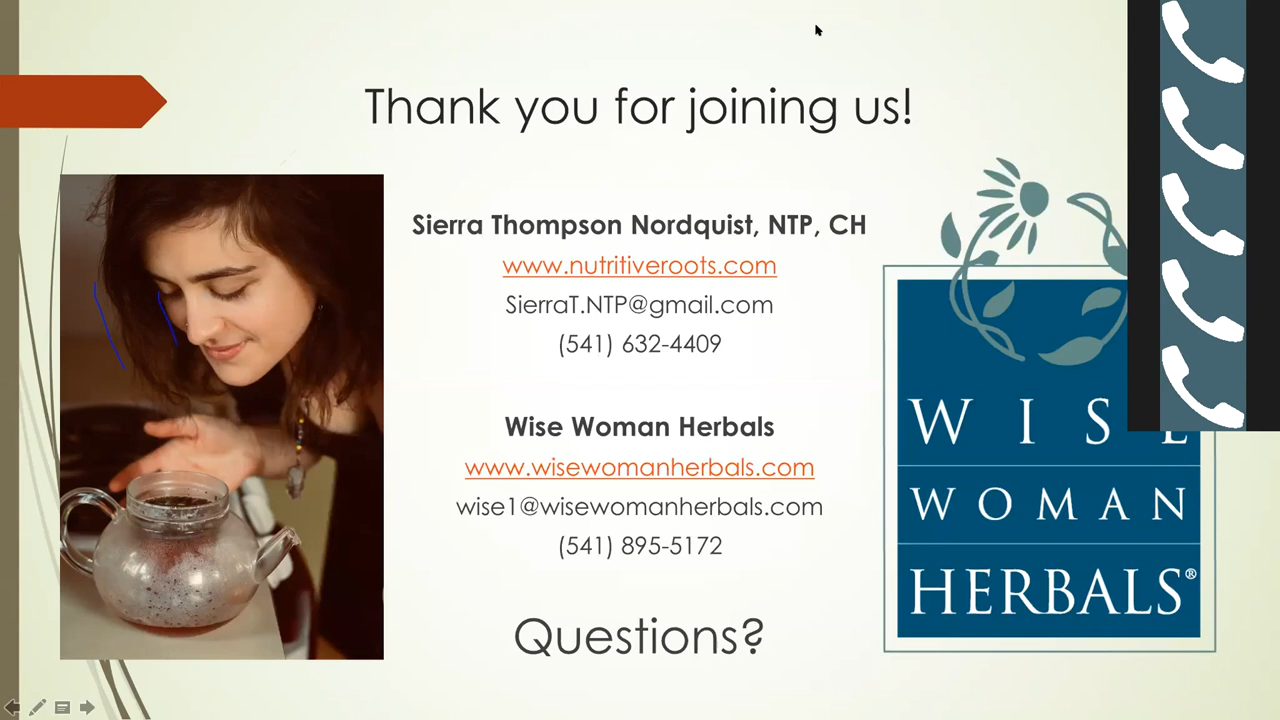 Thank you for joining us!
Sierra Thompson Nordquist, NTP, CH
www.nutritiveroots.com
SierraT.NTP@gmail.com
(541) 632-4409
Wise Woman Herbals
www.wisewomanherbals.com
wise1@wisewomanherbals.com
(541) 895-5172
Questions?
WISE
WOMAN
HERBALS®